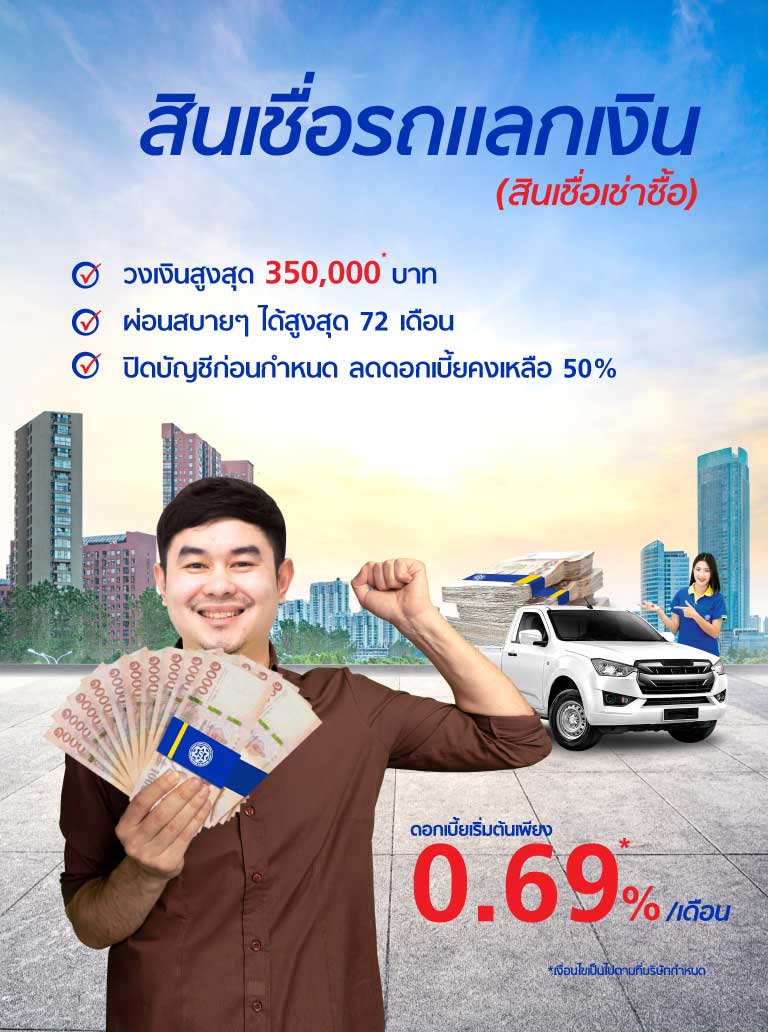 สินเชื่อรถแลกเงิน
(สินเชื่อเช่าซื้อ)
วงเงินสูงสุด 350,000* บาท
ผ่อนสบายๆ ได้สูงสุด 72 เดือน
ปิดบัญชีก่อนกำหนด ลดดอกเบี้ยคงเหลือ 50%
ดอกเบี้ยเริ่มต้นเพียง
0.69*% /เดือน
*เงื่อนไขเป็นไปตามที่บริษัทกำหนด